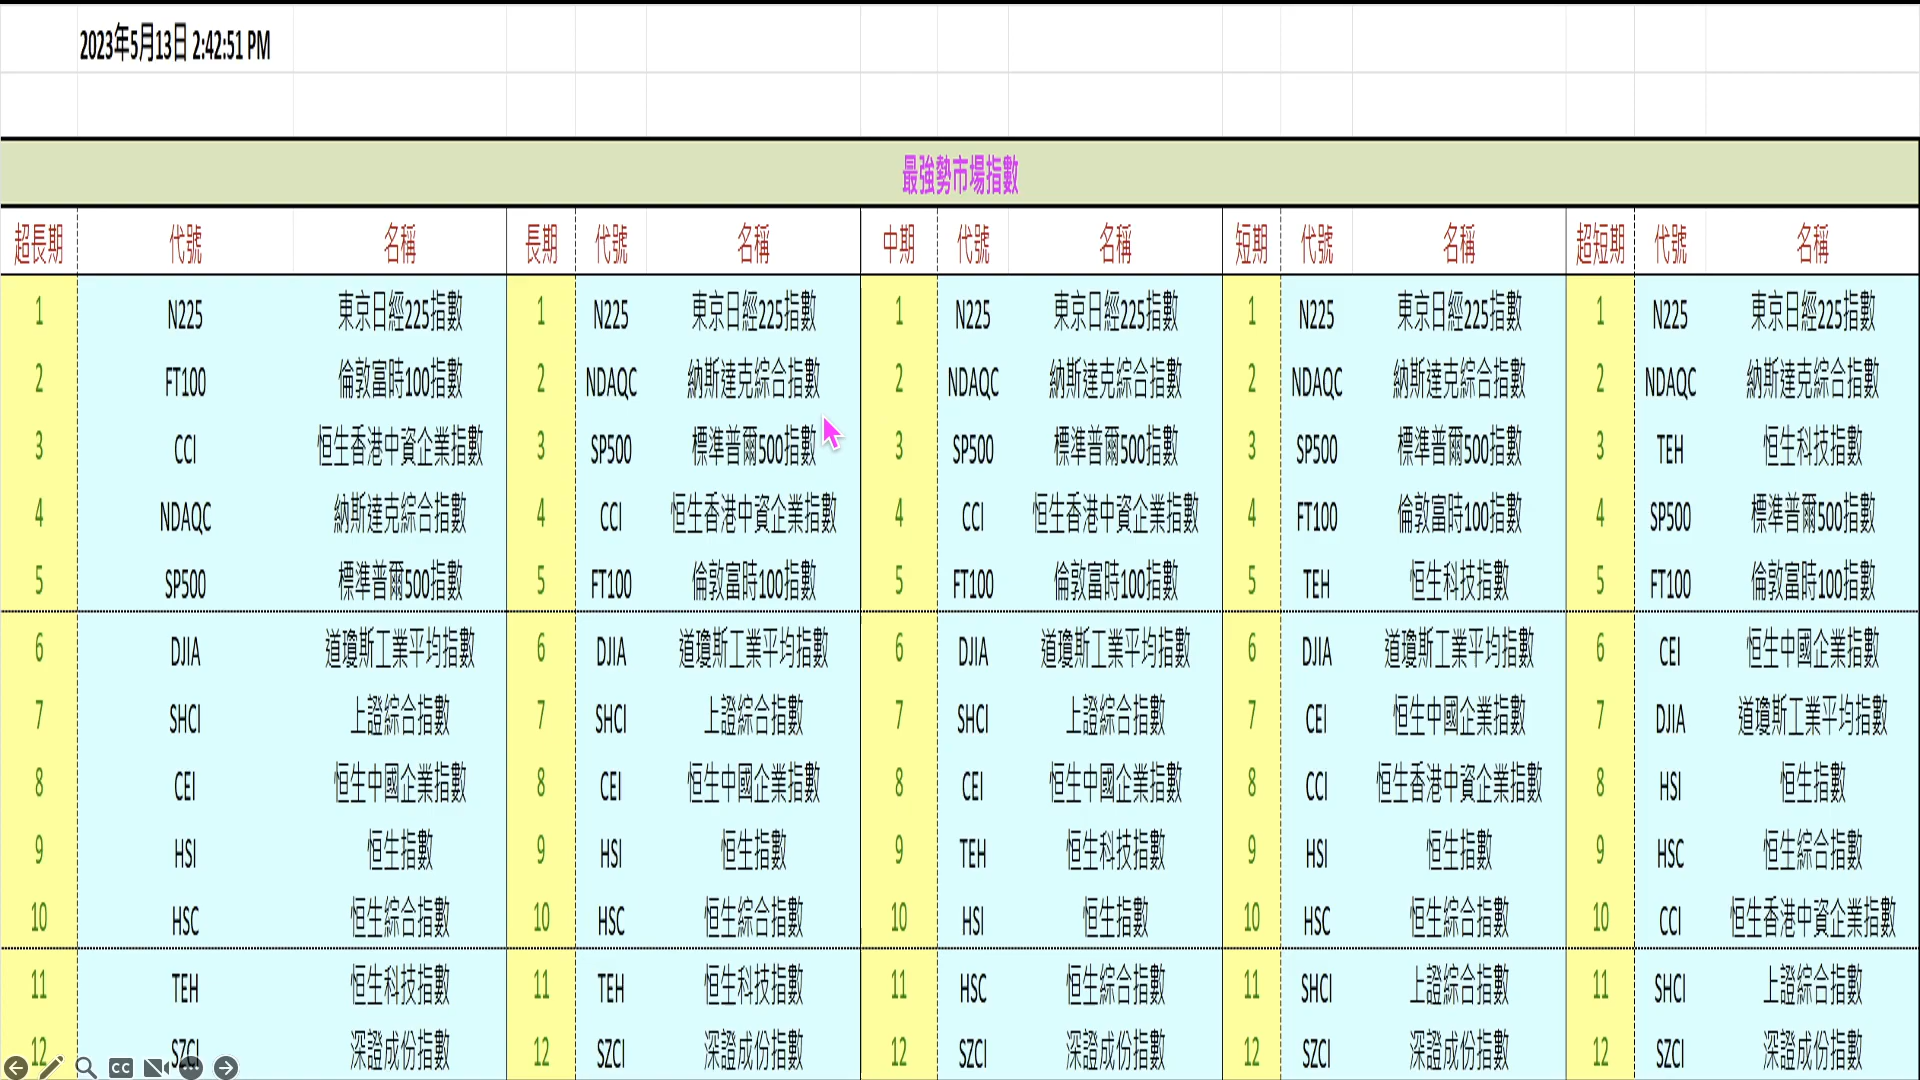 2023年5月13日 2:42:51 PM
最強勢市場指數
超長期 代號 名稱 長期 代號 名稱 中期 代號 名稱 短期 代號 名稱 超短期 代號 名稱
1 N225 東京日經225指數 1 N225 東京日經225指數 1 N225 東京日經225指數 1 N225 東京日經225指數 1 N225 東京日經225指數
2 FT100 倫敦富時100指數 2 NDAQC 納斯達克綜合指數 2 NDAQC 納斯達克綜合指數 2 NDAQC 納斯達克綜合指數 2 NDAQC 納斯達克綜合指數
3 CCI 恒生香港中資企業指數 3 SP500 標準普爾500指數 3 SP500 標準普爾500指數 3 SP500 標準普爾500指數 3 TEH 恒生科技指數
4 NDAQC 納斯達克綜合指數 4 CCI 恒生香港中資企業指數 4 CCI 恒生香港中資企業指數 4 FT100 倫敦富時100指數 4 SP500 標準普爾500指數
5 SP500 標準普爾500指數 5 FT100 倫敦富時100指數 5 FT100 倫敦富時100指數 5 TEH 恒生科技指數 5 FT100 倫敦富時100指數
6 DJIA 道瓊斯工業平均指數 6 DJIA 道瓊斯工業平均指數 6 DJIA 道瓊斯工業平均指數 6 DJIA 道瓊斯工業平均指數 6 CEI 恒生中國企業指數
7 SHCI 上證綜合指數 7 SHCI 上證綜合指數 7 SHCI 上證綜合指數 7 CEI 恒生中國企業指數 7 DJIA 道瓊斯工業平均指數
8 CEI 恒生中國企業指數 8 CEI 恒生中國企業指數 8 CEI 恒生中國企業指數 8 CCI 恒生香港中資企業指數 8 HSI 恒生指數
9 HSI 恒生指數 9 HSI 恒生指數 9 TEH 恒生科技指數 9 HSI 恒生指數 9 HSC 恒生綜合指數
10 HSC 恒生綜合指數 10 HSC 恒生綜合指數 10 HSI 恒生指數 10 HSC 恒生綜合指數 10 CCI 恒生香港中資企業指數
11 TEH 恒生科技指數 11 TEH 恒生科技指數 11 HSC 恒生綜合指數 11 SHCI 上證綜合指數 11 SHCI 上證綜合指數
12 SZCI 深證成份指數 12 SZCI 深證成份指數 12 SZCI 深證成份指數 12 SZCI 深證成份指數 12 SZCI 深證成份指數
CC